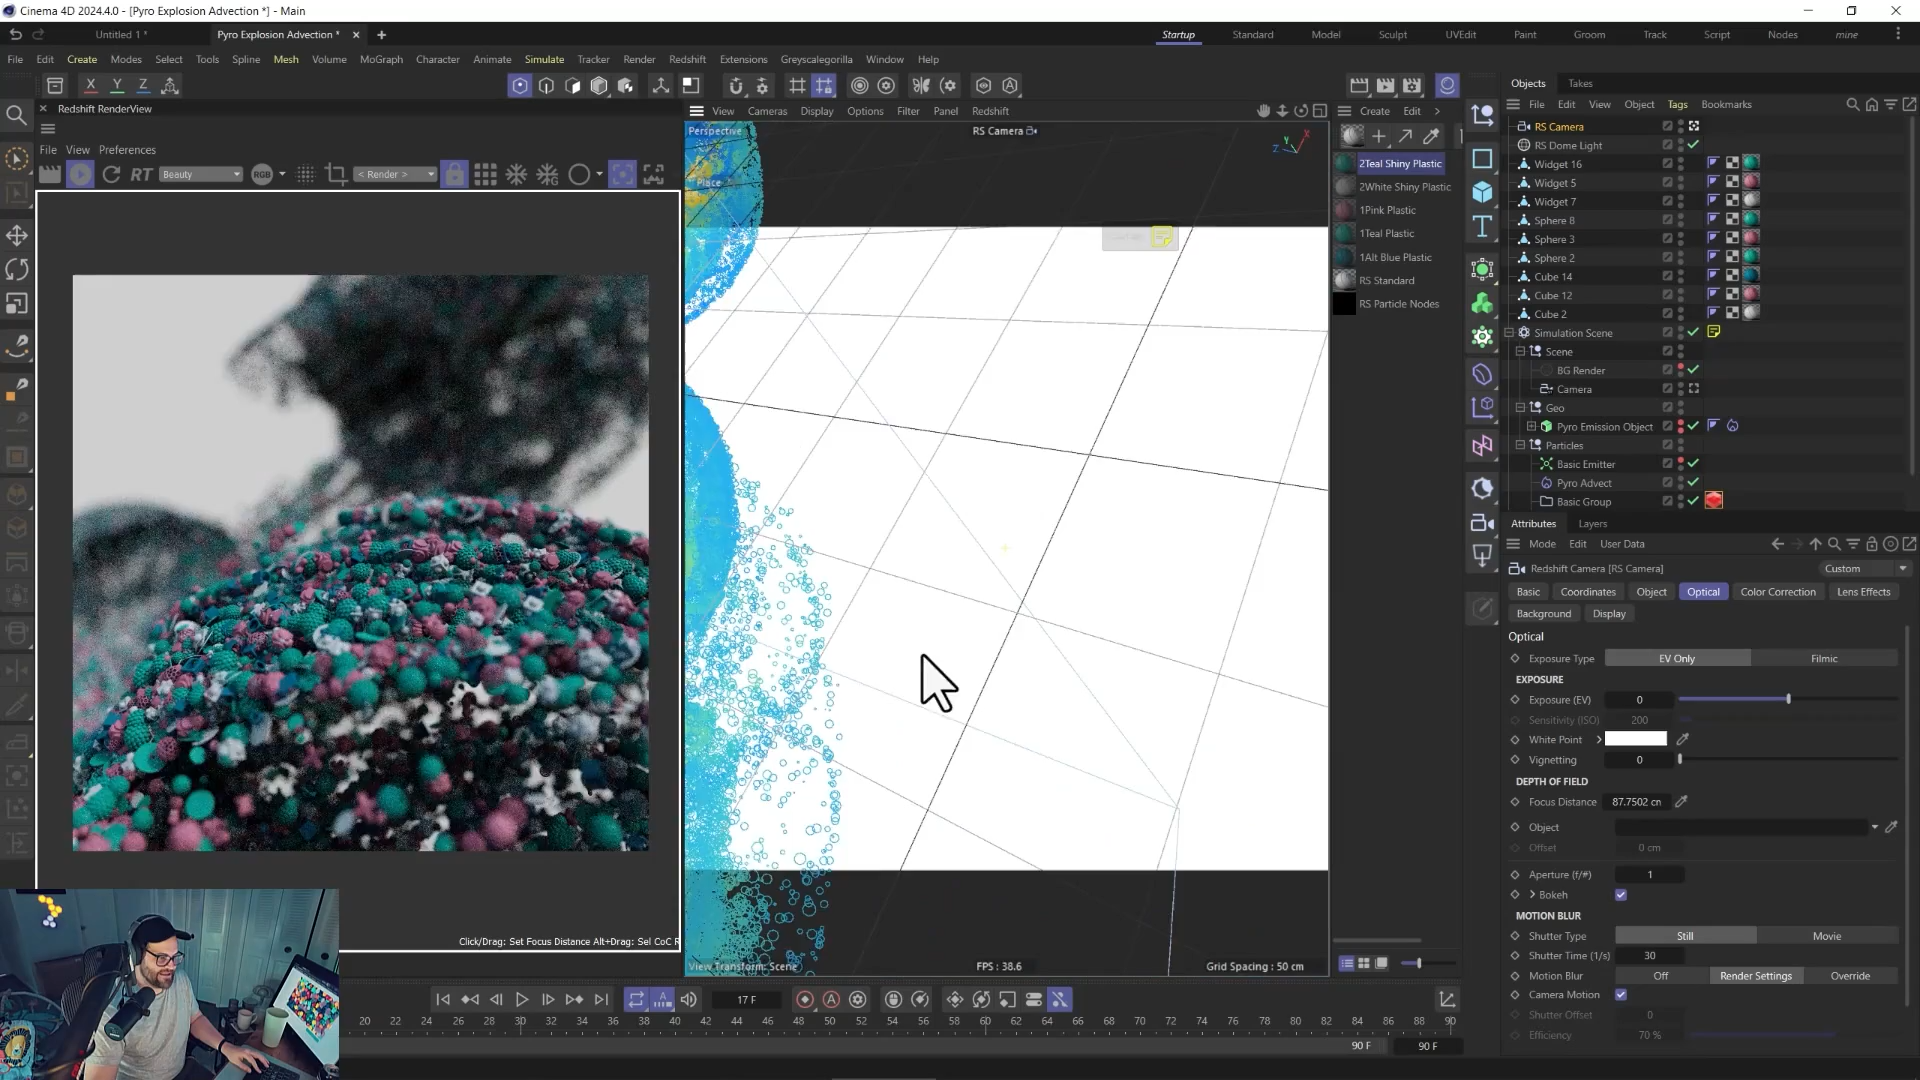 Cinema 4D 2024.4.0 - [Pyro Explosion Advection *] - Main
Untitled 1 *
Pyro Explosion Advection *
Startup Standard Model Sculpt UVEdit Paint Groom Track Script Nodes mine
File Edit Create Modes Select Tools Spline Mesh Volume MoGraph Character Animate Simulate Tracker Render Redshift Extensions Greyscalegorilla Window Help
X Y Z
Redshift RenderView
File View Preferences
RT Beauty RGB < Render >
Click/Drag: Set Focus Distance Alt+Drag: Sel CoC R
View Cameras Display Options Filter Panel Redshift
Perspective
RS Camera
Place
X
Y
Z
View Transform: Scene
FPS : 38.6
Grid Spacing : 50 cm
Create Edit
2Teal Shiny Plastic
2White Shiny Plastic
1Pink Plastic
1Teal Plastic
1Alt Blue Plastic
RS Standard
RS Particle Nodes
Objects Takes
File Edit View Object Tags Bookmarks
RS Camera
RS Dome Light
Widget 16
Widget 5
Widget 7
Sphere 8
Sphere 3
Sphere 2
Cube 14
Cube 12
Cube 2
Simulation Scene
Scene
BG Render
Camera
Geo
Pyro Emission Object
Particles
Basic Emitter
Pyro Advect
Basic Group
Attributes Layers
Mode Edit User Data
Redshift Camera [RS Camera]
Custom
Basic Coordinates Object Optical Color Correction Lens Effects
Background Display
Optical
Exposure Type EV Only Filmic
EXPOSURE
Exposure (EV) 0
Sensitivity (ISO) 200
White Point
Vignetting 0
DEPTH OF FIELD
Focus Distance 87.7502 cn
Object
Offset 0 cm
Aperture (f/#) 1
Bokeh
MOTION BLUR
Shutter Type Still Movie
Shutter Time (1/s) 30
Motion Blur Off Render Settings Override
Camera Motion
Shutter Offset 0
Efficiency 70 %
17 F
20 22 24 26 28 30 32 34 36 38 40 42 44 46 48 50 52 54 56 58 60 62 64 66 68 70 72 74 76 78 80 82 84 86 88 90
90 F 90 F